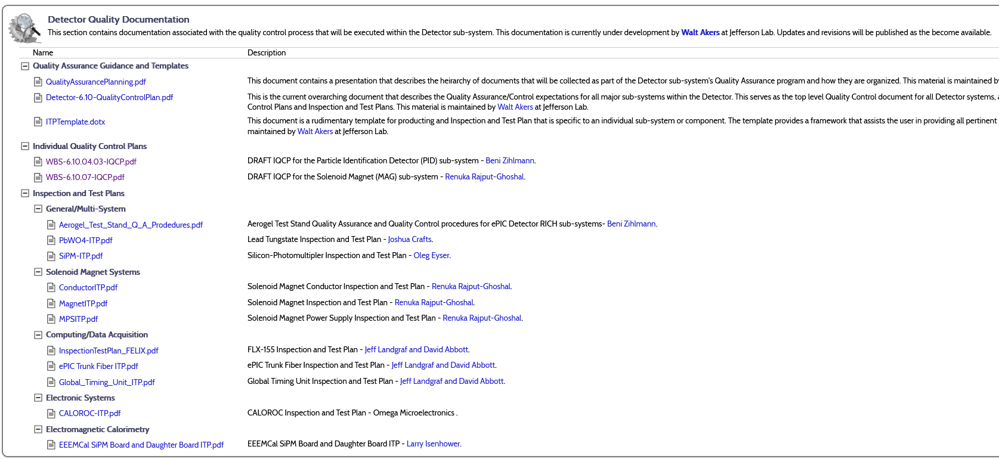 Detector Quality Documentation
This section contains documentation associated with the quality control process that will be executed within the Detector sub-system. This documentation is currently under development by Walt Akers at Jefferson Lab. Updates and revisions will be published as the become available.
Name Description
Quality Assurance Guidance and Templates
QualityAssurancePlanning.pdf This document contains a presentation that describes the heirarchy of documents that will be collected as part of the Detector sub-system's Quality Assurance program and how they are organized. This material is maintained
Detector-6.10-QualityControlPlan.pdf This is the current overarching document that describes the Quality Assurance/Control expectations for all major sub-systems within the Detector. This serves as the top level Quality Control document for all Detector systems,
Control Plans and Inspection and Test Plans. This material is maintained by Walt Akers at Jefferson Lab.
ITPTemplate.dotx This document is a rudimentary template for producting and Inspection and Test Plan that is specific to an individual sub-system or component. The template provides a framework that assists the user in providing all pertinent
maintained by Walt Akers at Jefferson Lab.
Individual Quality Control Plans
WBS-6.10.04.03-IQCP.pdf DRAFT IQCP for the Particle Identification Detector (PID) sub-system - Beni Zihlmann.
WBS-6.10.07-IQCP.pdf DRAFT IQCP for the Solenoid Magnet (MAG) sub-system - Renuka Rajput-Ghoshal.
Inspection and Test Plans
General/Multi-System
Aerogel_Test_Stand_Q_A_Prodedures.pdf Aerogel Test Stand Quality Assurance and Quality Control procedures for ePIC Detector RICH sub-systems- Beni Zihlmann.
PbWO4-ITP.pdf Lead Tungstate Inspection and Test Plan - Joshua Crafts.
SiPM-ITP.pdf Silicon-Photomultipler Inspection and Test Plan - Oleg Eyser.
Solenoid Magnet Systems
ConductorITP.pdf Solenoid Magnet Conductor Inspection and Test Plan - Renuka Rajput-Ghoshal.
MagnetITP.pdf Solenoid Magnet Inspection and Test Plan - Renuka Rajput-Ghoshal.
MPSITP.pdf Solenoid Magnet Power Supply Inspection and Test Plan - Renuka Rajput-Ghoshal.
Computing/Data Acquisition
InspectionTestPlan_FELIX.pdf FLX-155 Inspection and Test Plan - Jeff Landgraf and David Abbott.
ePIC Trunk Fiber ITP.pdf ePIC Trunk Fiber Inspection and Test Plan - Jeff Landgraf and David Abbott.
Global_Timing_Unit_ITP.pdf Global Timing Unit Inspection and Test Plan - Jeff Landgraf and David Abbott.
Electronic Systems
CALOROC-ITP.pdf CALOROC Inspection and Test Plan - Omega Microelectronics .
Electromagnetic Calorimetry
EEEMCal SiPM Board and Daughter Board ITP.pdf EEEMCal SiPM Board and Daughter Board ITP - Larry Isenhower.